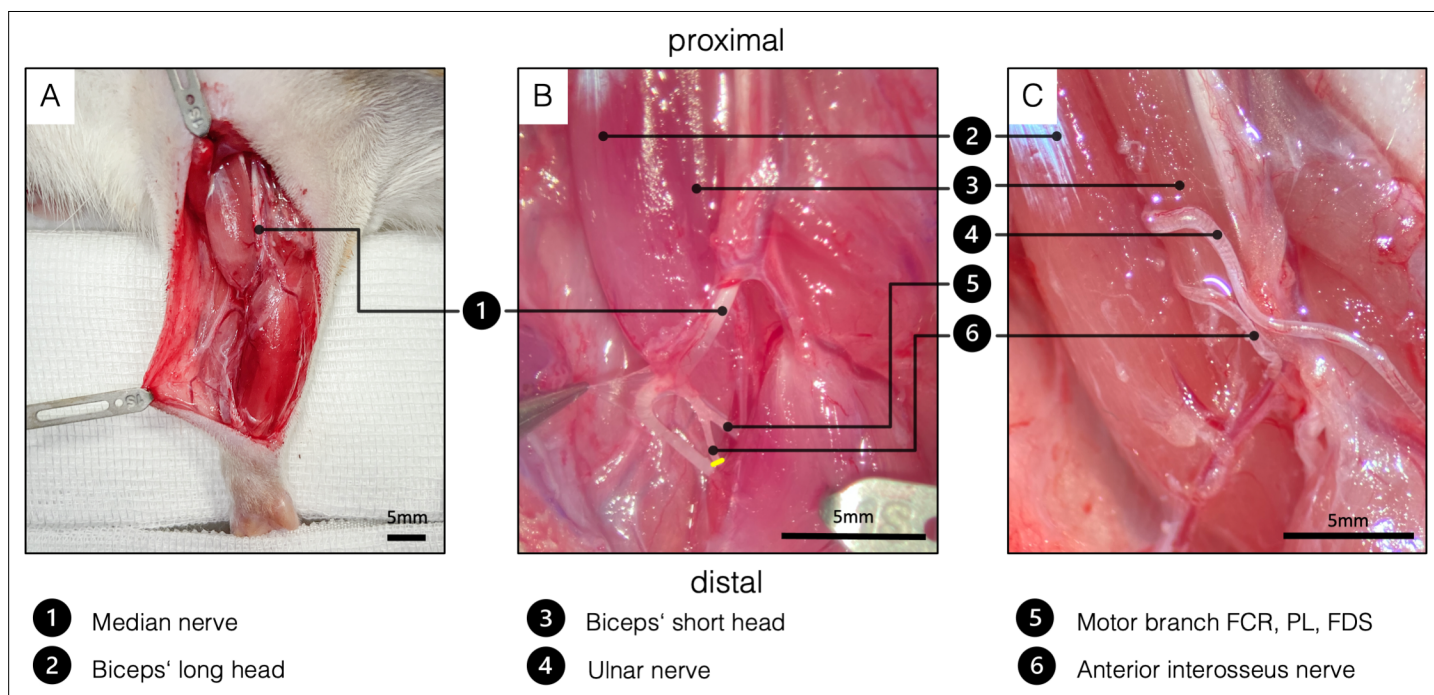 proximal
A
B
C
2
3
4
5
1
6
5mm
5mm
5mm
distal
1 Median nerve
2 Biceps‘ long head
3 Biceps‘ short head
4 Ulnar nerve
5 Motor branch FCR, PL, FDS
6 Anterior interosseus nerve